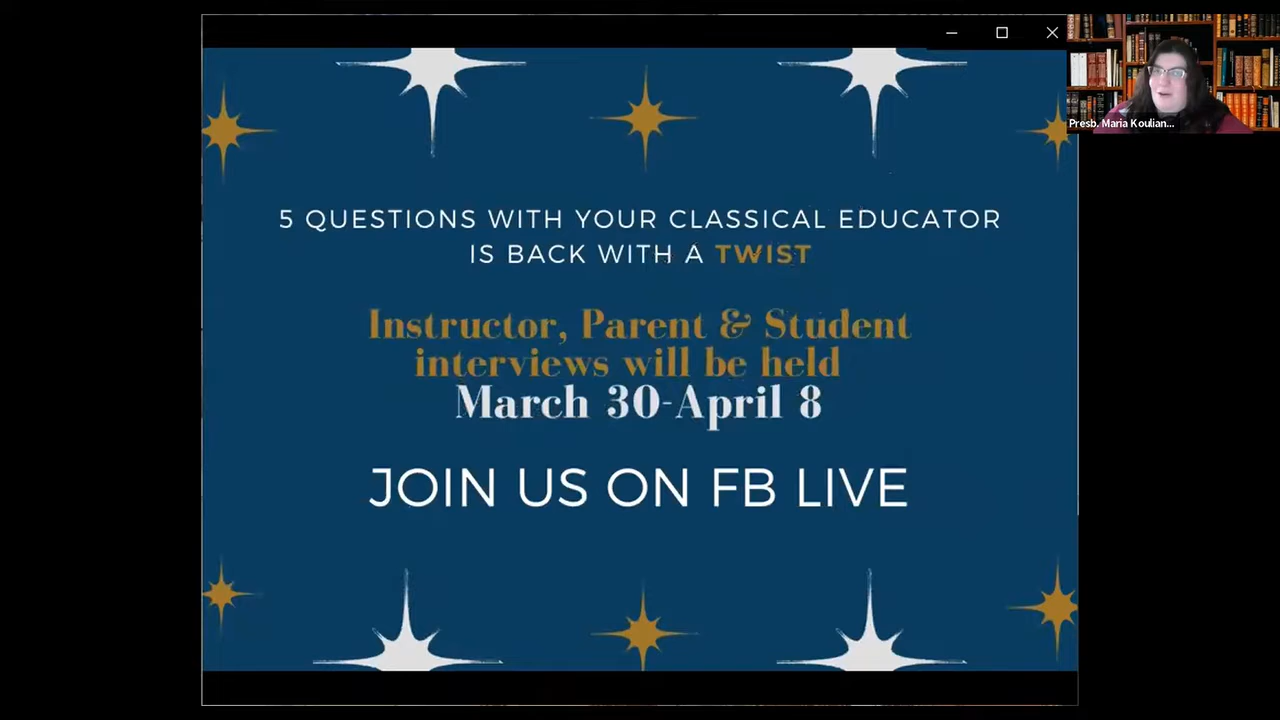 5 QUESTIONS WITH YOUR CLASSICAL EDUCATOR
IS BACK WITH A TWIST
Instructor, Parent & Student
interviews will be held
March 30-April 8
JOIN US ON FB LIVE
Presb. Maria Koulian...